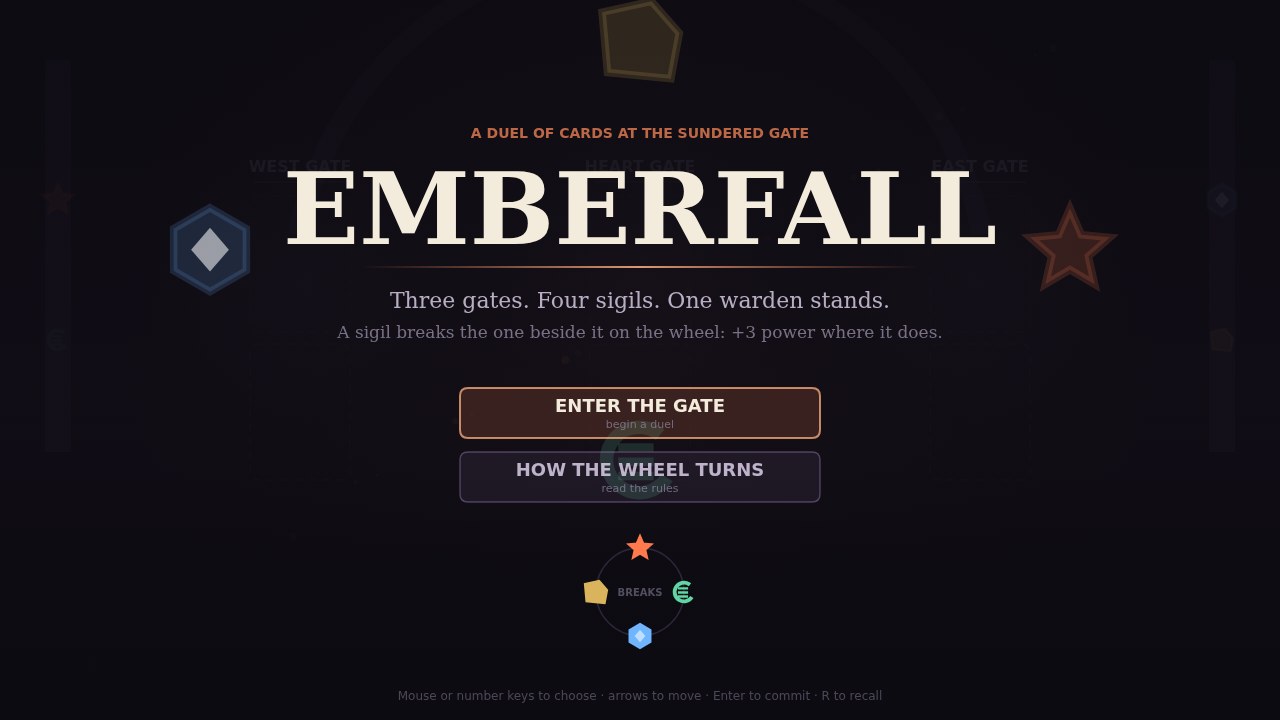 A DUEL OF CARDS AT THE SUNDERED GATE
WEST GATE
HEART GATE
EAST GATE
EMBERFALL
Three gates. Four sigils. One warden stands.
A sigil breaks the one beside it on the wheel: +3 power where it does.
ENTER THE GATE
begin a duel
HOW THE WHEEL TURNS
read the rules
BREAKS
Mouse or number keys to choose · arrows to move · Enter to commit · R to recall